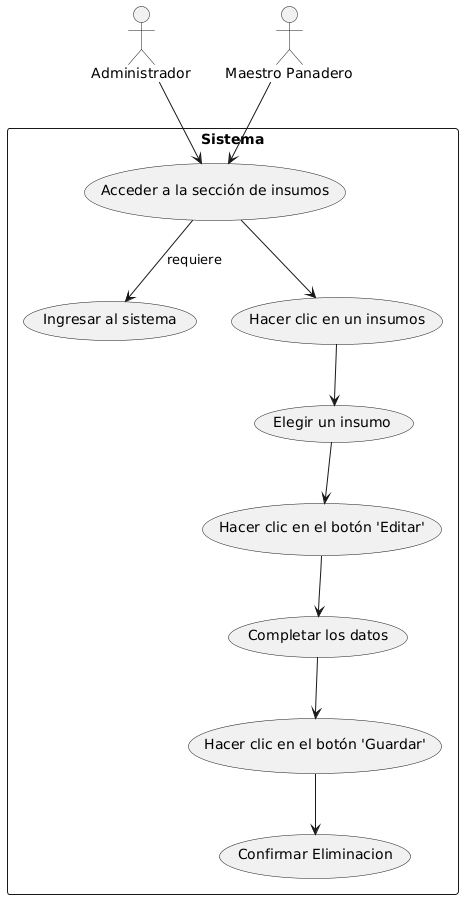 Administrador
Maestro Panadero
Sistema
Acceder a la sección de insumos
requiere
Ingresar al sistema
Hacer clic en un insumos
Elegir un insumo
Hacer clic en el botón 'Editar'
Completar los datos
Hacer clic en el botón 'Guardar'
Confirmar Eliminacion